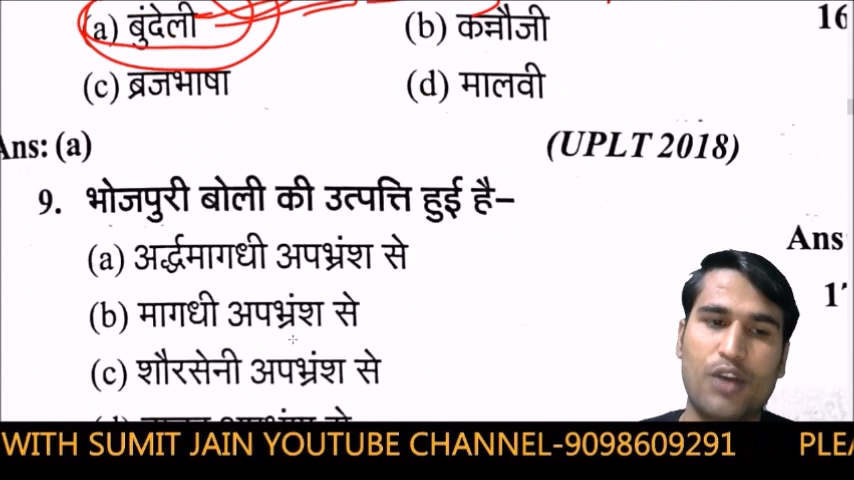 (a) बुंदेली (b) कन्नौजी
(c) ब्रजभाषा (d) मालवी
16
Ans: (a)
(UPLT 2018)
9. भोजपुरी बोली की उत्पत्ति हुई है–
(a) अर्द्धमागधी अपभ्रंश से
(b) मागधी अपभ्रंश से
(c) शौरसेनी अपभ्रंश से
Ans
WITH SUMIT JAIN YOUTUBE CHANNEL-9098609291 PLEA